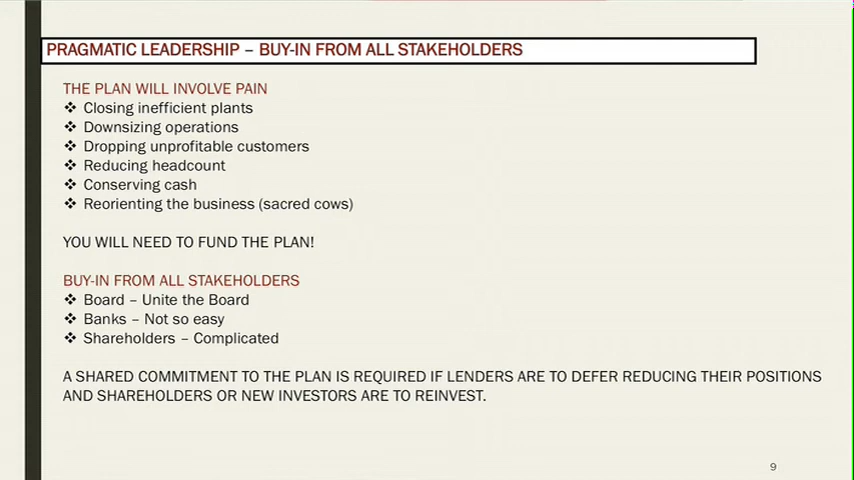 PRAGMATIC LEADERSHIP – BUY-IN FROM ALL STAKEHOLDERS
THE PLAN WILL INVOLVE PAIN
❖ Closing inefficient plants
❖ Downsizing operations
❖ Dropping unprofitable customers
❖ Reducing headcount
❖ Conserving cash
❖ Reorienting the business (sacred cows)
YOU WILL NEED TO FUND THE PLAN!
BUY-IN FROM ALL STAKEHOLDERS
❖ Board – Unite the Board
❖ Banks – Not so easy
❖ Shareholders – Complicated
A SHARED COMMITMENT TO THE PLAN IS REQUIRED IF LENDERS ARE TO DEFER REDUCING THEIR POSITIONS
AND SHAREHOLDERS OR NEW INVESTORS ARE TO REINVEST.
9